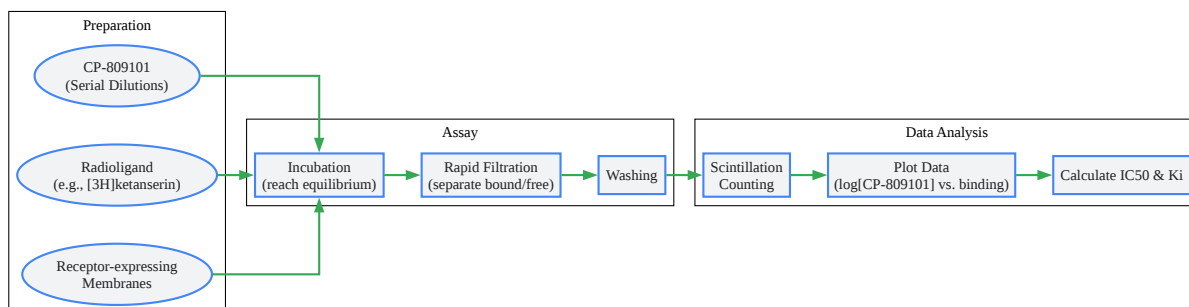 Preparation
CP-809101
(Serial Dilutions)
Radioligand
(e.g., [3H]ketanserin)
Receptor-expressing
Membranes
Assay
Incubation
(reach equilibrium)
Rapid Filtration
(separate bound/free)
Washing
Data Analysis
Scintillation
Counting
Plot Data
(log[CP-809101] vs. binding)
Calculate IC50 & Ki